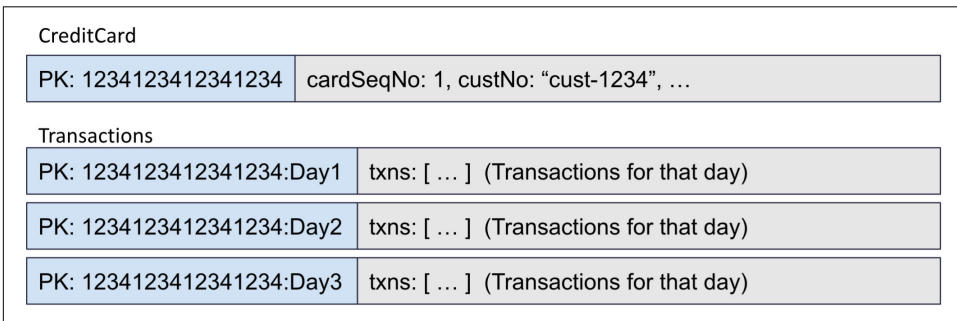 CreditCard
PK: 1234123412341234 cardSeqNo: 1, custNo: “cust-1234”, …
Transactions
PK: 1234123412341234:Day1 txns: [ … ] (Transactions for that day)
PK: 1234123412341234:Day2 txns: [ … ] (Transactions for that day)
PK: 1234123412341234:Day3 txns: [ … ] (Transactions for that day)